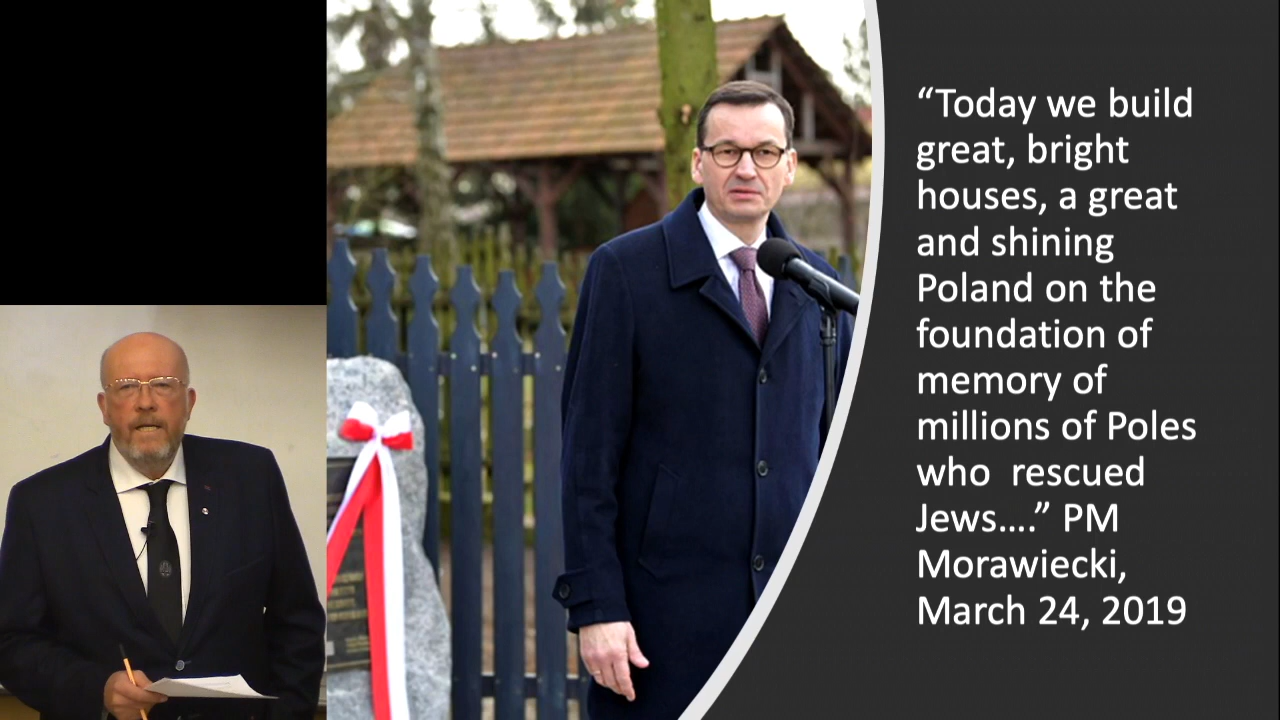 “Today we build
great, bright
houses, a great
and shining
Poland on the
foundation of
memory of
millions of Poles
who  rescued
Jews….” PM
Morawiecki,
March 24, 2019